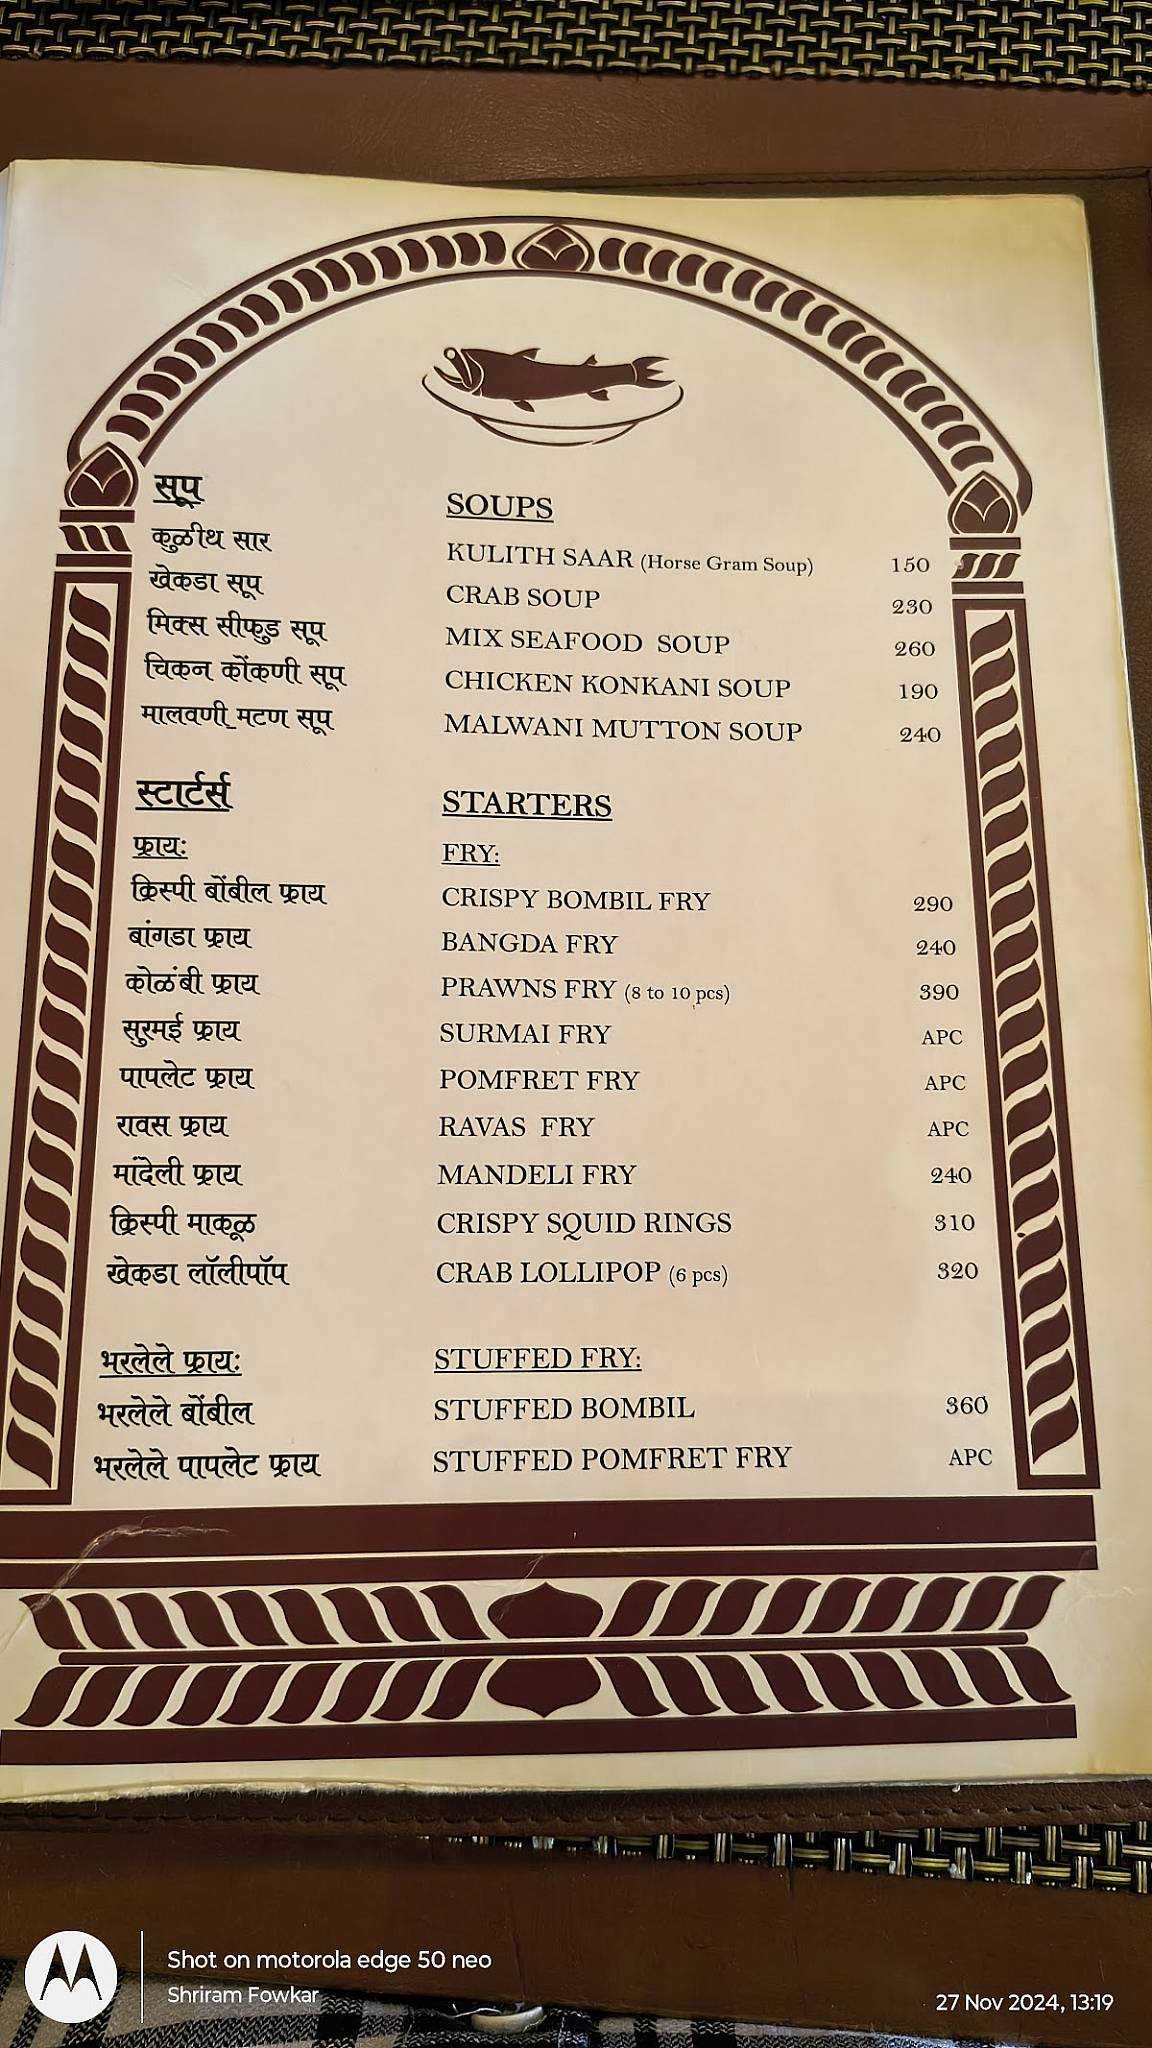 सूप SOUPS
कुळीथ सार KULITH SAAR (Horse Gram Soup) 150
खेकडा सूप CRAB SOUP 230
मिक्स सीफुड सूप MIX SEAFOOD SOUP 260
चिकन कोंकणी सूप CHICKEN KONKANI SOUP 190
मालवणी मटण सूप MALWANI MUTTON SOUP 240
स्टार्टर्स STARTERS
फ्राय: FRY:
क्रिस्पी बोंबील फ्राय CRISPY BOMBIL FRY 290
बांगडा फ्राय BANGDA FRY 240
कोळंबी फ्राय PRAWNS FRY (8 to 10 pcs) 390
सुरमई फ्राय SURMAI FRY APC
पापलेट फ्राय POMFRET FRY APC
रावस फ्राय RAVAS FRY APC
मांदेली फ्राय MANDELI FRY 240
क्रिस्पी माकूळ CRISPY SQUID RINGS 310
खेकडा लॉलीपॉप CRAB LOLLIPOP (6 pcs) 320
भरलेले फ्राय: STUFFED FRY:
भरलेले बोंबील STUFFED BOMBIL 360
भरलेले पापलेट फ्राय STUFFED POMFRET FRY APC
Shot on motorola edge 50 neo
Shriram Fowkar
27 Nov 2024, 13:19